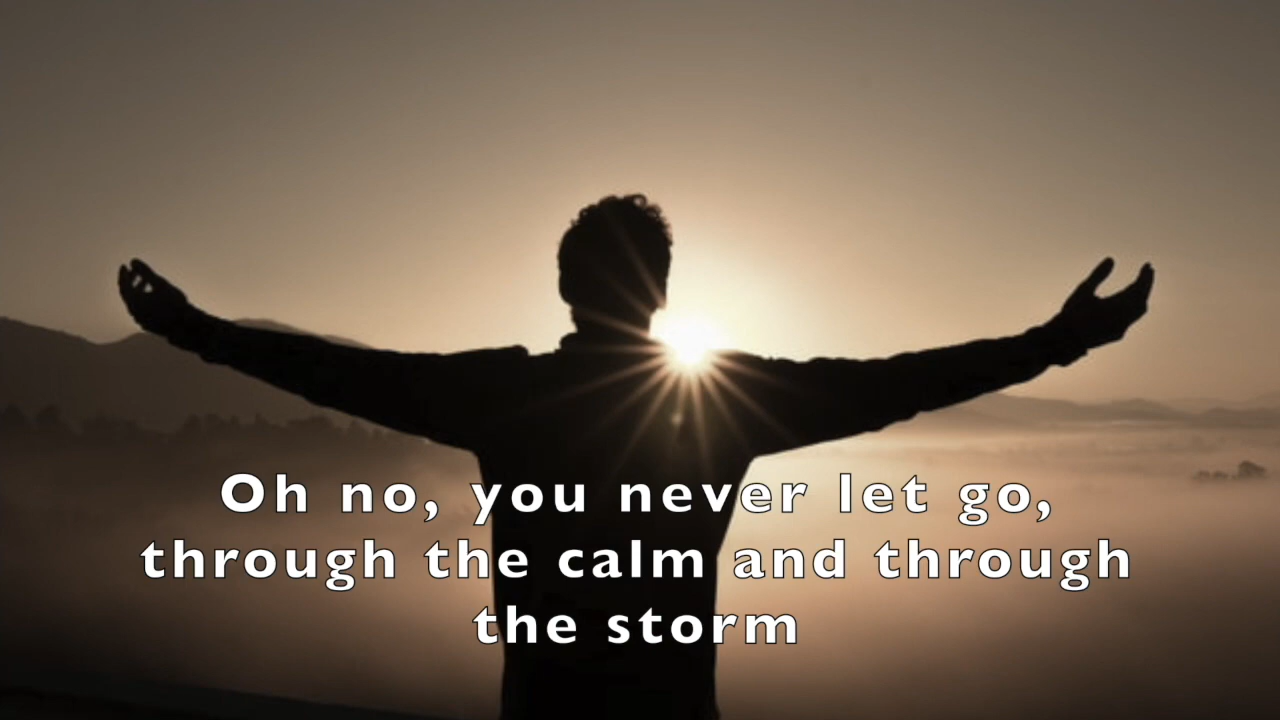 Oh no, you never let go,
through the calm and through
the storm